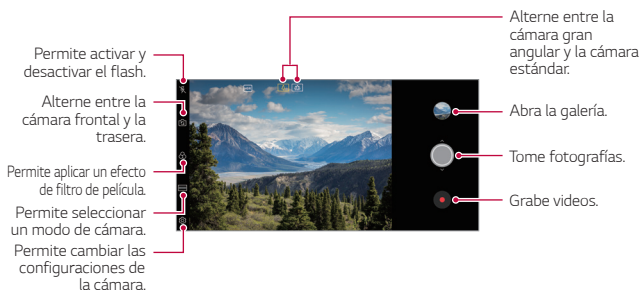 Permite activar y
desactivar el flash.
Alterne entre la
cámara frontal y la
trasera.
Permite aplicar un efecto
de filtro de película.
Permite seleccionar
un modo de cámara.
Permite cambiar las
configuraciones de
la cámara.
Alterne entre la
cámara gran
angular y la cámara
estándar.
Abra la galería.
Tome fotografías.
Grabe videos.